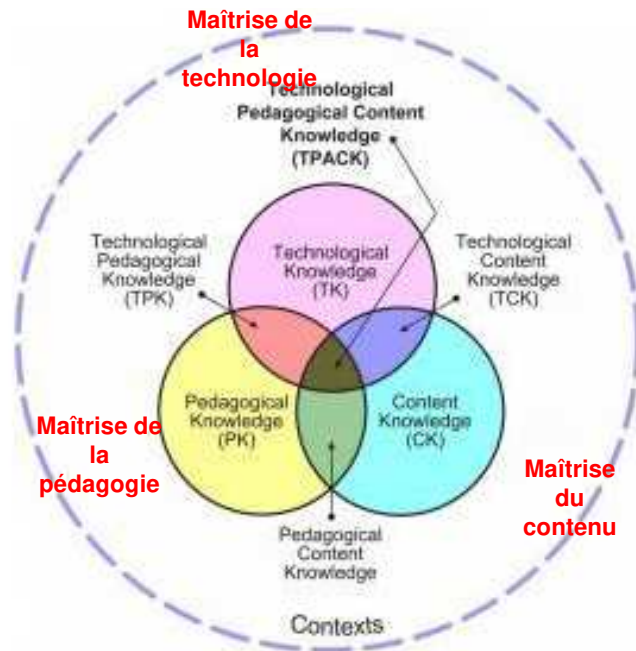 Maîtrise de
la
technologie
Technological
Pedagogical Content
Knowledge
(TPACK)
Technological
Pedagogical
Knowledge
(TPK)
Technological
Knowledge
(TK)
Technological
Content
Knowledge
(TCK)
Pedagogical
Knowledge
(PK)
Content
Knowledge
(CK)
Maîtrise de
la
pédagogie
Maîtrise
du
contenu
Pedagogical
Content
Knowledge
Contexts